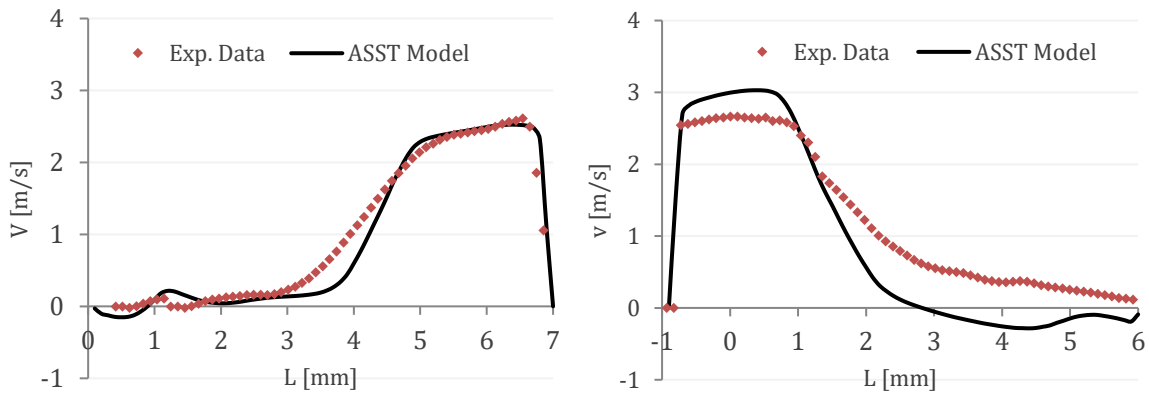 4
3
2
1
0
-1
V [m/s]
Exp. Data
ASST Model
0 1 2 3 4 5 6 7
L [mm]
4
3
2
1
0
-1
v [m/s]
Exp. Data
ASST Model
-1 0 1 2 3 4 5 6
L [mm]